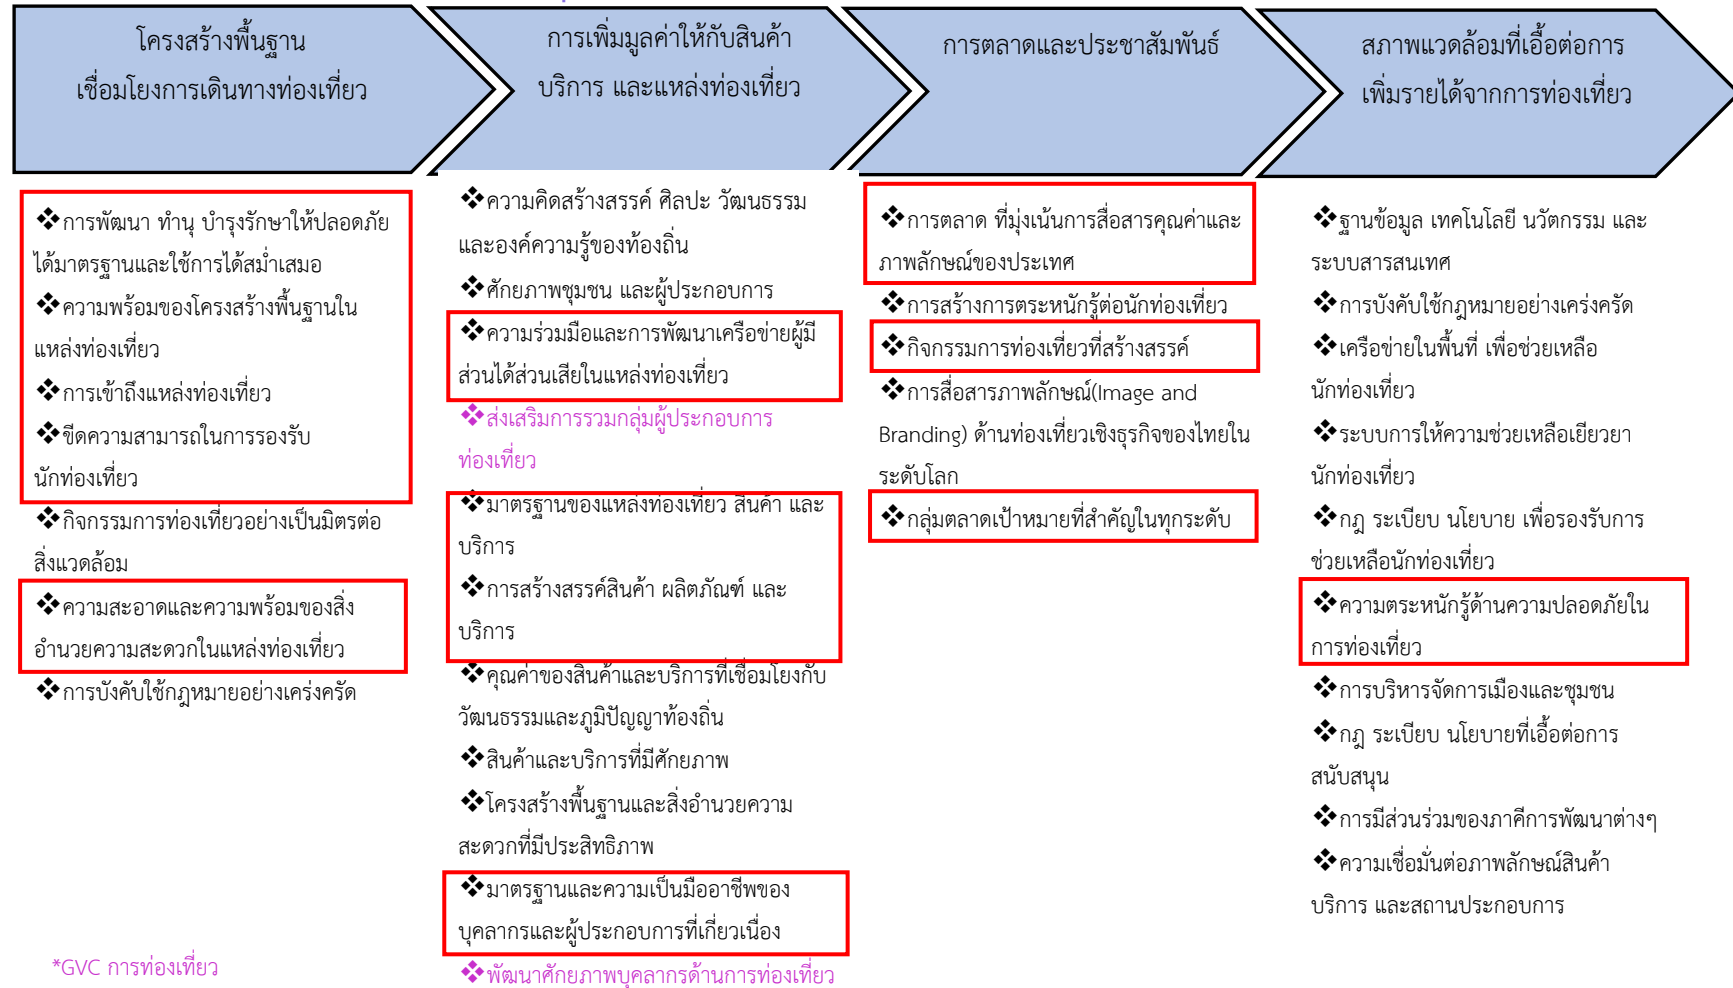 โครงสร้างพื้นฐาน
เชื่อมโยงการเดินทางท่องเที่ยว
การเพิ่มมูลค่าให้กับสินค้า
บริการ และแหล่งท่องเที่ยว
การตลาดและประชาสัมพันธ์
สภาพแวดล้อมที่เอื้อต่อการ
เพิ่มรายได้จากการท่องเที่ยว
❖การพัฒนา ทำนุ บำรุงรักษาให้ปลอดภัย
ได้มาตรฐานและใช้การได้สม่ำเสมอ
❖ความพร้อมของโครงสร้างพื้นฐานใน
แหล่งท่องเที่ยว
❖การเข้าถึงแหล่งท่องเที่ยว
❖ขีดความสามารถในการรองรับ
นักท่องเที่ยว
❖กิจกรรมการท่องเที่ยวอย่างเป็นมิตรต่อ
สิ่งแวดล้อม
❖ความสะอาดและความพร้อมของสิ่ง
อำนวยความสะดวกในแหล่งท่องเที่ยว
❖การบังคับใช้กฎหมายอย่างเคร่งครัด
*GVC การท่องเที่ยว
❖ความคิดสร้างสรรค์ ศิลปะ วัฒนธรรม
และองค์ความรู้ของท้องถิ่น
❖ศักยภาพชุมชน และผู้ประกอบการ
❖ความร่วมมือและการพัฒนาเครือข่ายผู้มี
ส่วนได้ส่วนเสียในแหล่งท่องเที่ยว
❖ส่งเสริมการรวมกลุ่มผู้ประกอบการ
ท่องเที่ยว
❖มาตรฐานของแหล่งท่องเที่ยว สินค้า และ
บริการ
❖การสร้างสรรค์สินค้า ผลิตภัณฑ์ และ
บริการ
❖คุณค่าของสินค้าและบริการที่เชื่อมโยงกับ
วัฒนธรรมและภูมิปัญญาท้องถิ่น
❖สินค้าและบริการที่มีศักยภาพ
❖โครงสร้างพื้นฐานและสิ่งอำนวยความ
สะดวกที่มีประสิทธิภาพ
❖มาตรฐานและความเป็นมืออาชีพของ
บุคลากรและผู้ประกอบการที่เกี่ยวเนื่อง
❖พัฒนาศักยภาพบุคลากรด้านการท่องเที่ยว
❖การตลาด ที่มุ่งเน้นการสื่อสารคุณค่าและ
ภาพลักษณ์ของประเทศ
❖การสร้างการตระหนักรู้ต่อนักท่องเที่ยว
❖กิจกรรมการท่องเที่ยวที่สร้างสรรค์
❖การสื่อสารภาพลักษณ์(Image and
Branding) ด้านท่องเที่ยวเชิงธุรกิจของไทยใน
ระดับโลก
❖กลุ่มตลาดเป้าหมายที่สำคัญในทุกระดับ
❖ฐานข้อมูล เทคโนโลยี นวัตกรรม และ
ระบบสารสนเทศ
❖การบังคับใช้กฎหมายอย่างเคร่งครัด
❖เครือข่ายในพื้นที่ เพื่อช่วยเหลือ
นักท่องเที่ยว
❖ระบบการให้ความช่วยเหลือเยียวยา
นักท่องเที่ยว
❖กฎ ระเบียบ นโยบาย เพื่อรองรับการ
ช่วยเหลือนักท่องเที่ยว
❖ความตระหนักรู้ด้านความปลอดภัยใน
การท่องเที่ยว
❖การบริหารจัดการเมืองและชุมชน
❖กฎ ระเบียบ นโยบายที่เอื้อต่อการ
สนับสนุน
❖การมีส่วนร่วมของภาคีการพัฒนาต่างๆ
❖ความเชื่อมั่นต่อภาพลักษณ์สินค้า
บริการ และสถานประกอบการ